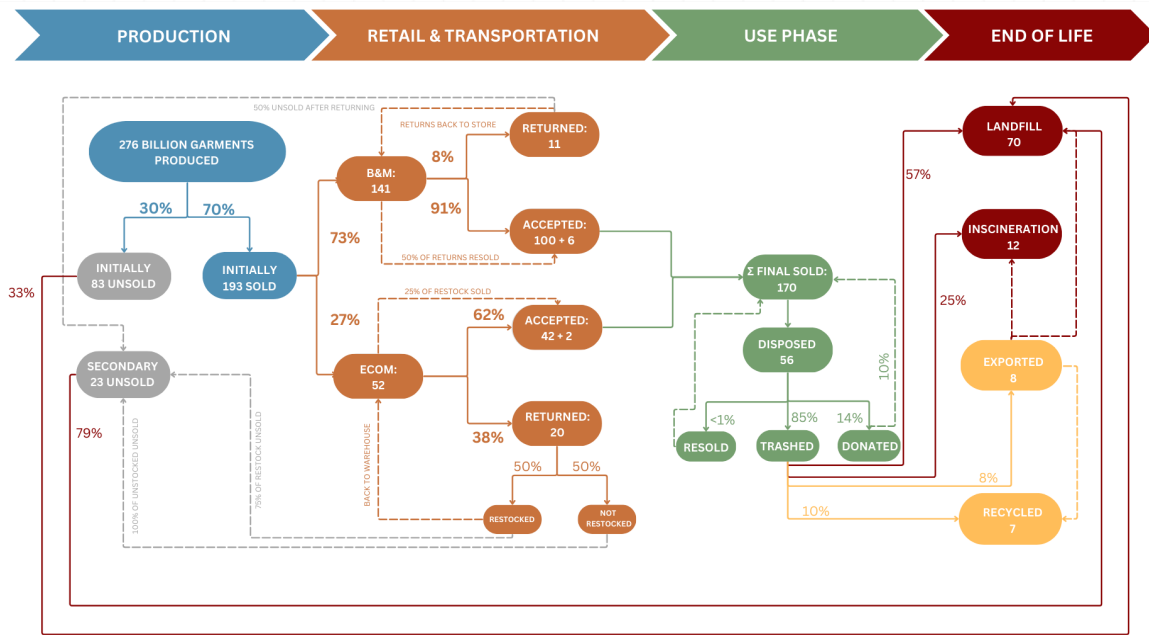 PRODUCTION
RETAIL & TRANSPORTATION
USE PHASE
END OF LIFE
50% UNSOLD AFTER RETURNING
RETURNS BACK TO STORE
276 BILLION GARMENTS
PRODUCED
30%
70%
INITIALLY
83 UNSOLD
INITIALLY
193 SOLD
33%
SECONDARY
23 UNSOLD
79%
100% OF UNSTOCKED UNSOLD
75% OF RESTOCK UNSOLD
73%
27%
B&M:
141
8%
91%
RETURNED:
11
ACCEPTED:
100 + 6
50% OF RETURNS RESOLD
25% OF RESTOCK SOLD
ECOM:
52
62%
38%
ACCEPTED:
42 + 2
RETURNED:
20
50%
50%
BACK TO WAREHOUSE
RESTOCKED
NOT
RESTOCKED
Σ FINAL SOLD:
170
DISPOSED
56
10%
<1%
85%
14%
RESOLD
TRASHED
DONATED
57%
25%
8%
10%
LANDFILL
70
INSCINERATION
12
EXPORTED
8
RECYCLED
7